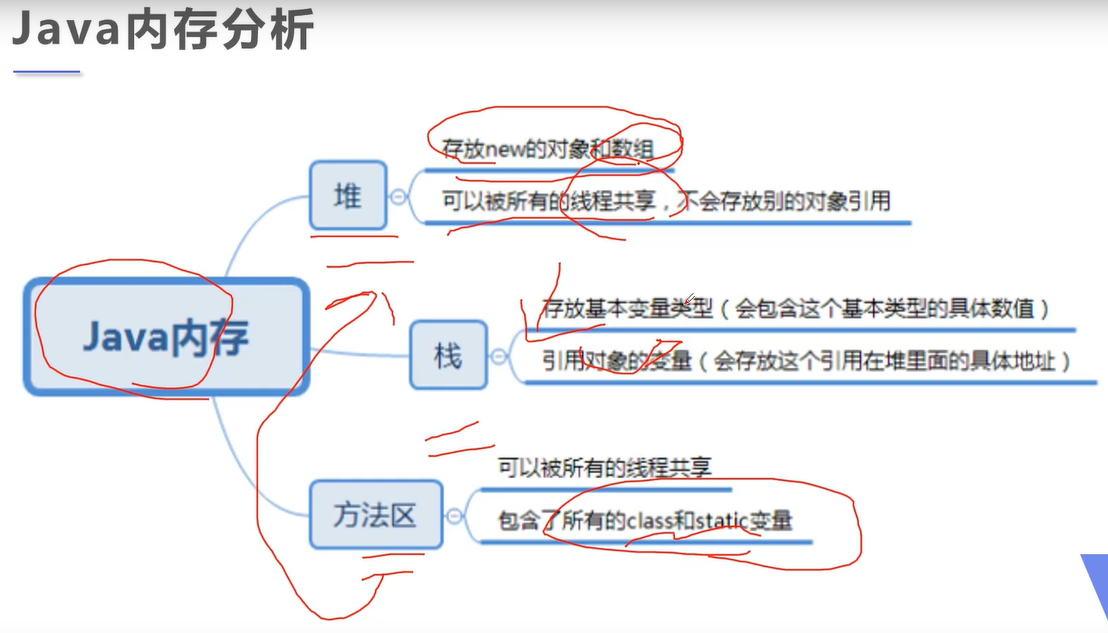 Java内存分析
存放new的对象和数组
堆
可以被所有的线程共享，不会存放别的对象引用
存放基本变量类型（会包含这个基本类型的具体数值）
Java内存
栈
引用对象的变量（会存放这个引用在堆里面的具体地址）
可以被所有的线程共享
方法区
包含了所有的class和static变量